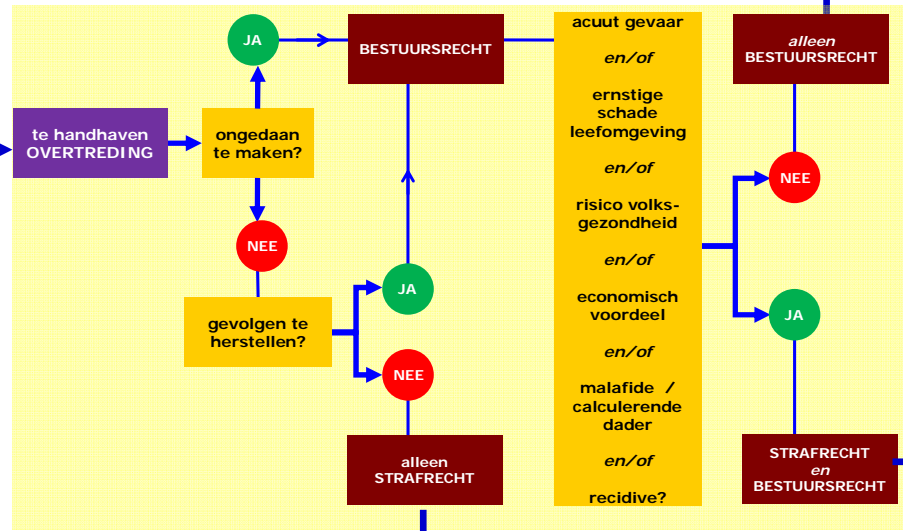 te handhaven
OVERTREDING
ongedaan
te maken?
JA
NEE
gevolgen te
herstellen?
JA
NEE
BESTUURSRECHT
alleen
STRAFRECHT
acuut gevaar
en/of
ernstige
schade
leefomgeving
en/of
risico volks-
gezondheid
en/of
economisch
voordeel
en/of
malafide /
calculerende
dader
en/of
recidive?
NEE
alleen
BESTUURSRECHT
JA
STRAFRECHT
en
BESTUURSRECHT